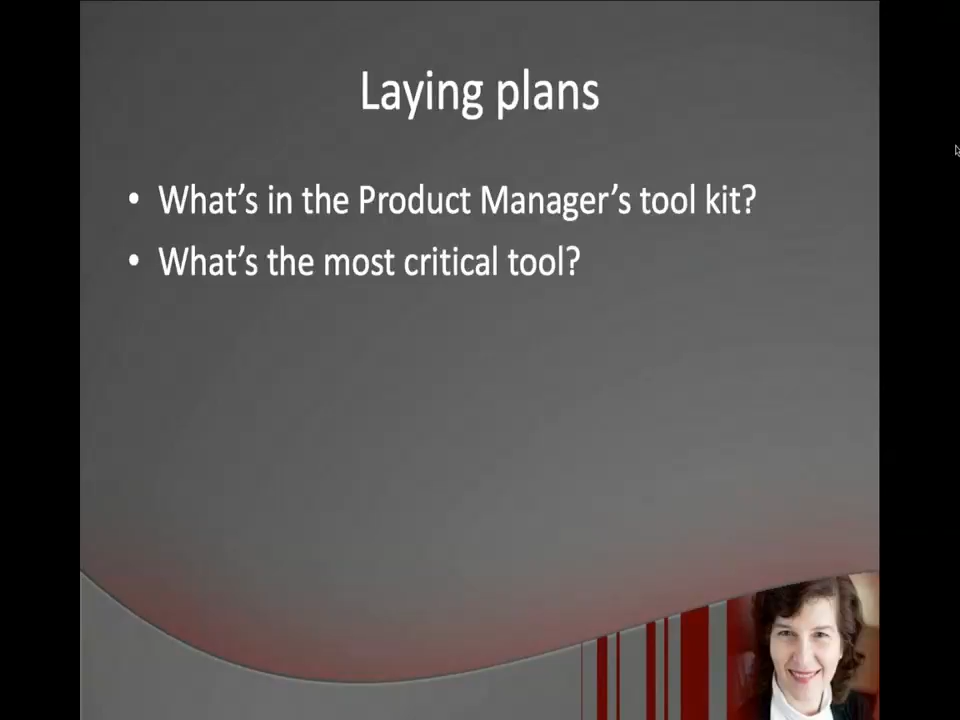 Laying plans
• What’s in the Product Manager’s tool kit?
• What’s the most critical tool?